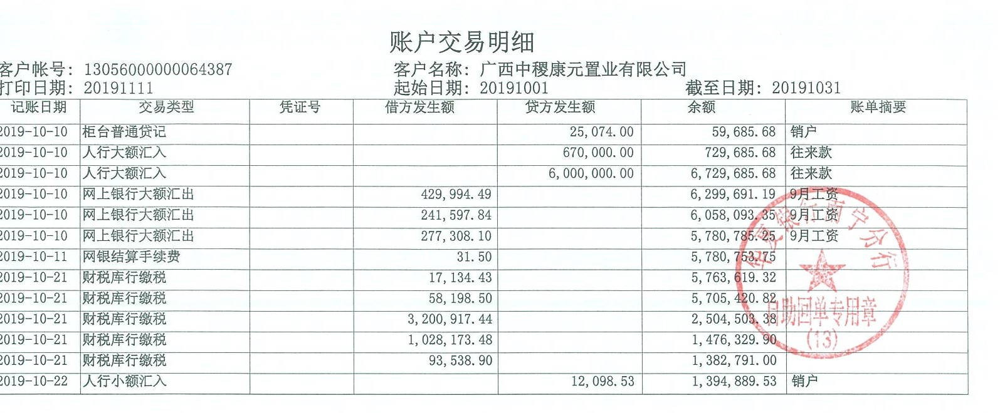 账户交易明细
客户帐号: 13056000000064387 客户名称: 广西中稷康元置业有限公司
打印日期: 20191111 起始日期: 20191001 截至日期: 20191031
记账日期 交易类型 凭证号 借方发生额 贷方发生额 余额 账单摘要
2019-10-10 柜台普通贷记 25,074.00 59,685.68 销户
2019-10-10 人行大额汇入 670,000.00 729,685.68 往来款
2019-10-10 人行大额汇入 6,000,000.00 6,729,685.68 往来款
2019-10-10 网上银行大额汇出 429,994.49 6,299,691.19 9月工资
2019-10-10 网上银行大额汇出 241,597.84 6,058,093.35 9月工资
2019-10-10 网上银行大额汇出 277,308.10 5,780,785.25 9月工资
2019-10-11 网银结算手续费 31.50 5,780,753.75
2019-10-21 财税库行缴税 17,134.43 5,763,619.32
2019-10-21 财税库行缴税 58,198.50 5,705,420.82
2019-10-21 财税库行缴税 3,200,917.44 2,504,503.38
2019-10-21 财税库行缴税 1,028,173.48 1,476,329.90
2019-10-21 财税库行缴税 93,538.90 1,382,791.00
2019-10-22 人行小额汇入 12,098.53 1,394,889.53 销户
华夏银行南宁分行
自助回单专用章
(13)